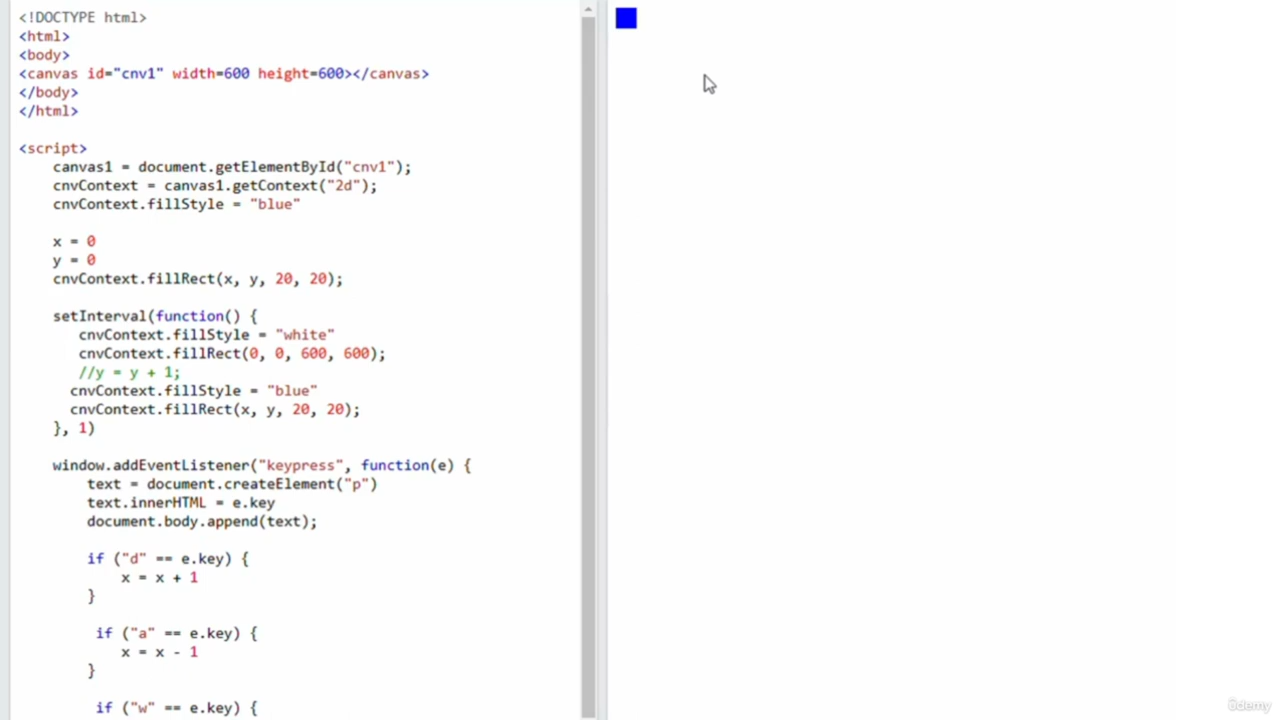 <!DOCTYPE html>
<html>
<body>
<canvas id="cnv1" width=600 height=600></canvas>
</body>
</html>
<script>
canvas1 = document.getElementById("cnv1");
cnvContext = canvas1.getContext("2d");
cnvContext.fillStyle = "blue"
x = 0
y = 0
cnvContext.fillRect(x, y, 20, 20);
setInterval(function() {
cnvContext.fillStyle = "white"
cnvContext.fillRect(0, 0, 600, 600);
//y = y + 1;
cnvContext.fillStyle = "blue"
cnvContext.fillRect(x, y, 20, 20);
}, 1)
window.addEventListener("keypress", function(e) {
text = document.createElement("p")
text.innerHTML = e.key
document.body.append(text);
if ("d" == e.key) {
x = x + 1
}
if ("a" == e.key) {
x = x - 1
}
if ("w" == e.key) {
ûdemy